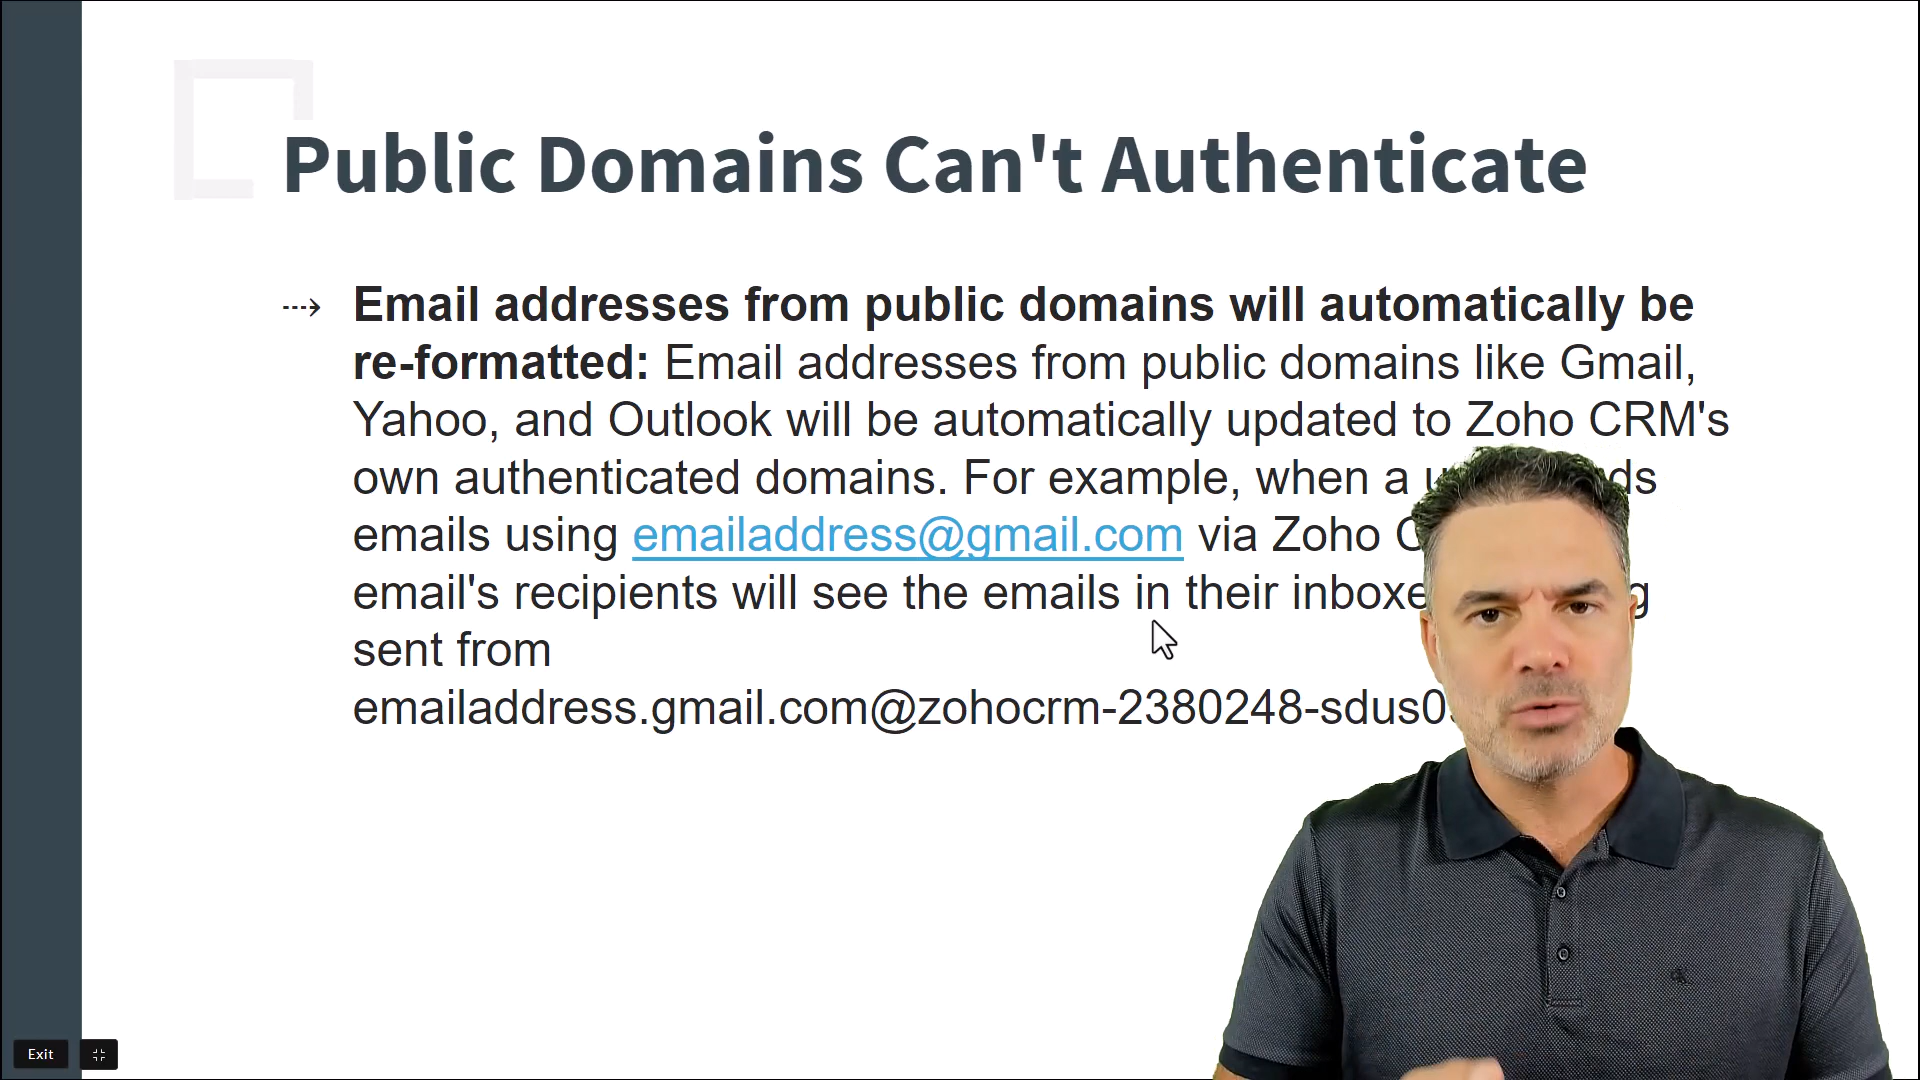 Public Domains Can't Authenticate
⇢ Email addresses from public domains will automatically be
re-formatted: Email addresses from public domains like Gmail,
Yahoo, and Outlook will be automatically updated to Zoho CRM's
own authenticated domains. For example, when a
emails using emailaddress@gmail.com via Zoho
email's recipients will see the emails in their
sent from
emailaddress.gmail.com@zohocrm-2380248-sdus0
Exit